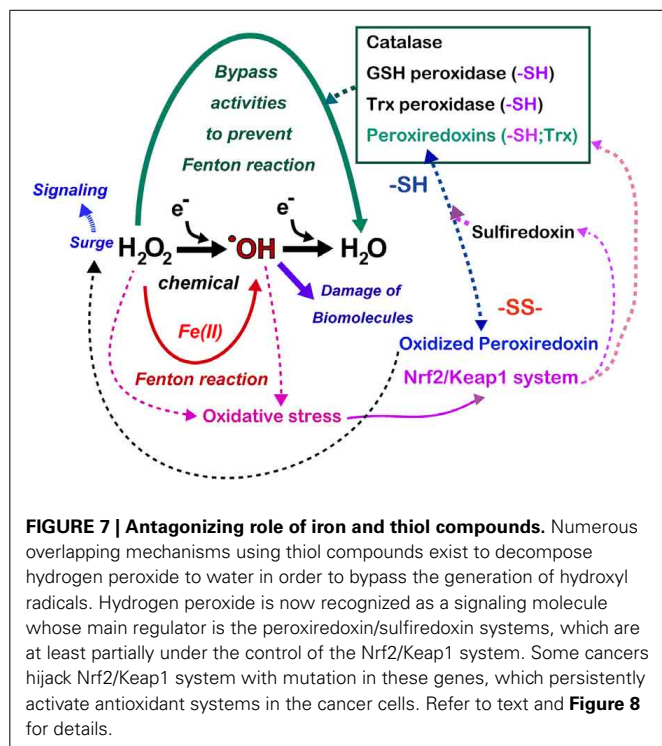 Catalase
GSH peroxidase (-SH)
Trx peroxidase (-SH)
Peroxiredoxins (-SH;Trx)
Bypass
activities
to prevent
Fenton reaction
-SH
Signaling
Surge
H₂O₂
e⁻
•OH
e⁻
H₂O
Sulfiredoxin
chemical
Damage of
Biomolecules
-SS-
Fe(II)
Oxidized Peroxiredoxin
Fenton reaction
Nrf2/Keap1 system
Oxidative stress
FIGURE 7 | Antagonizing role of iron and thiol compounds. Numerous
overlapping mechanisms using thiol compounds exist to decompose
hydrogen peroxide to water in order to bypass the generation of hydroxyl
radicals. Hydrogen peroxide is now recognized as a signaling molecule
whose main regulator is the peroxiredoxin/sulfiredoxin systems, which are
at least partially under the control of the Nrf2/Keap1 system. Some cancers
hijack Nrf2/Keap1 system with mutation in these genes, which persistently
activate antioxidant systems in the cancer cells. Refer to text and Figure 8
for details.